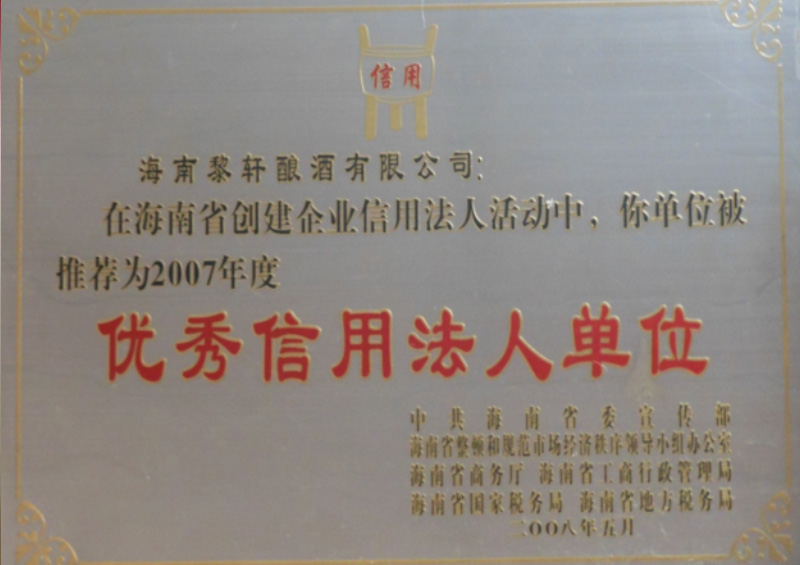 信用
海南黎轩酿酒有限公司:
在海南省创建企业信用法人活动中，你单位被
推荐为2007年度
优秀信用法人单位
中共海南省委宣传部
海南省整顿和规范市场经济秩序领导小组办公室
海南省商务厅 海南省工商行政管理局
海南省国家税务局 海南省地方税务局
二OO八年五月